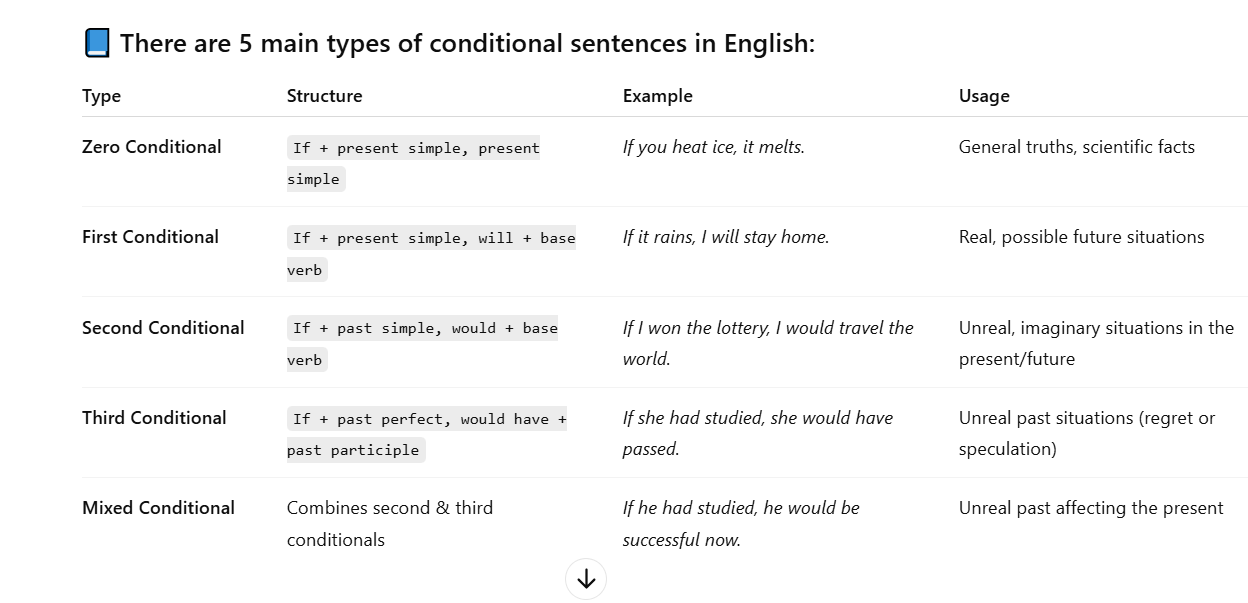 📘 There are 5 main types of conditional sentences in English:
Type Structure Example Usage
Zero Conditional If + present simple, present If you heat ice, it melts. General truths, scientific facts
simple
First Conditional If + present simple, will + base If it rains, I will stay home. Real, possible future situations
verb
Second Conditional If + past simple, would + base If I won the lottery, I would travel the Unreal, imaginary situations in the
verb world. present/future
Third Conditional If + past perfect, would have + If she had studied, she would have Unreal past situations (regret or
past participle passed. speculation)
Mixed Conditional Combines second & third If he had studied, he would be Unreal past affecting the present
conditionals successful now.